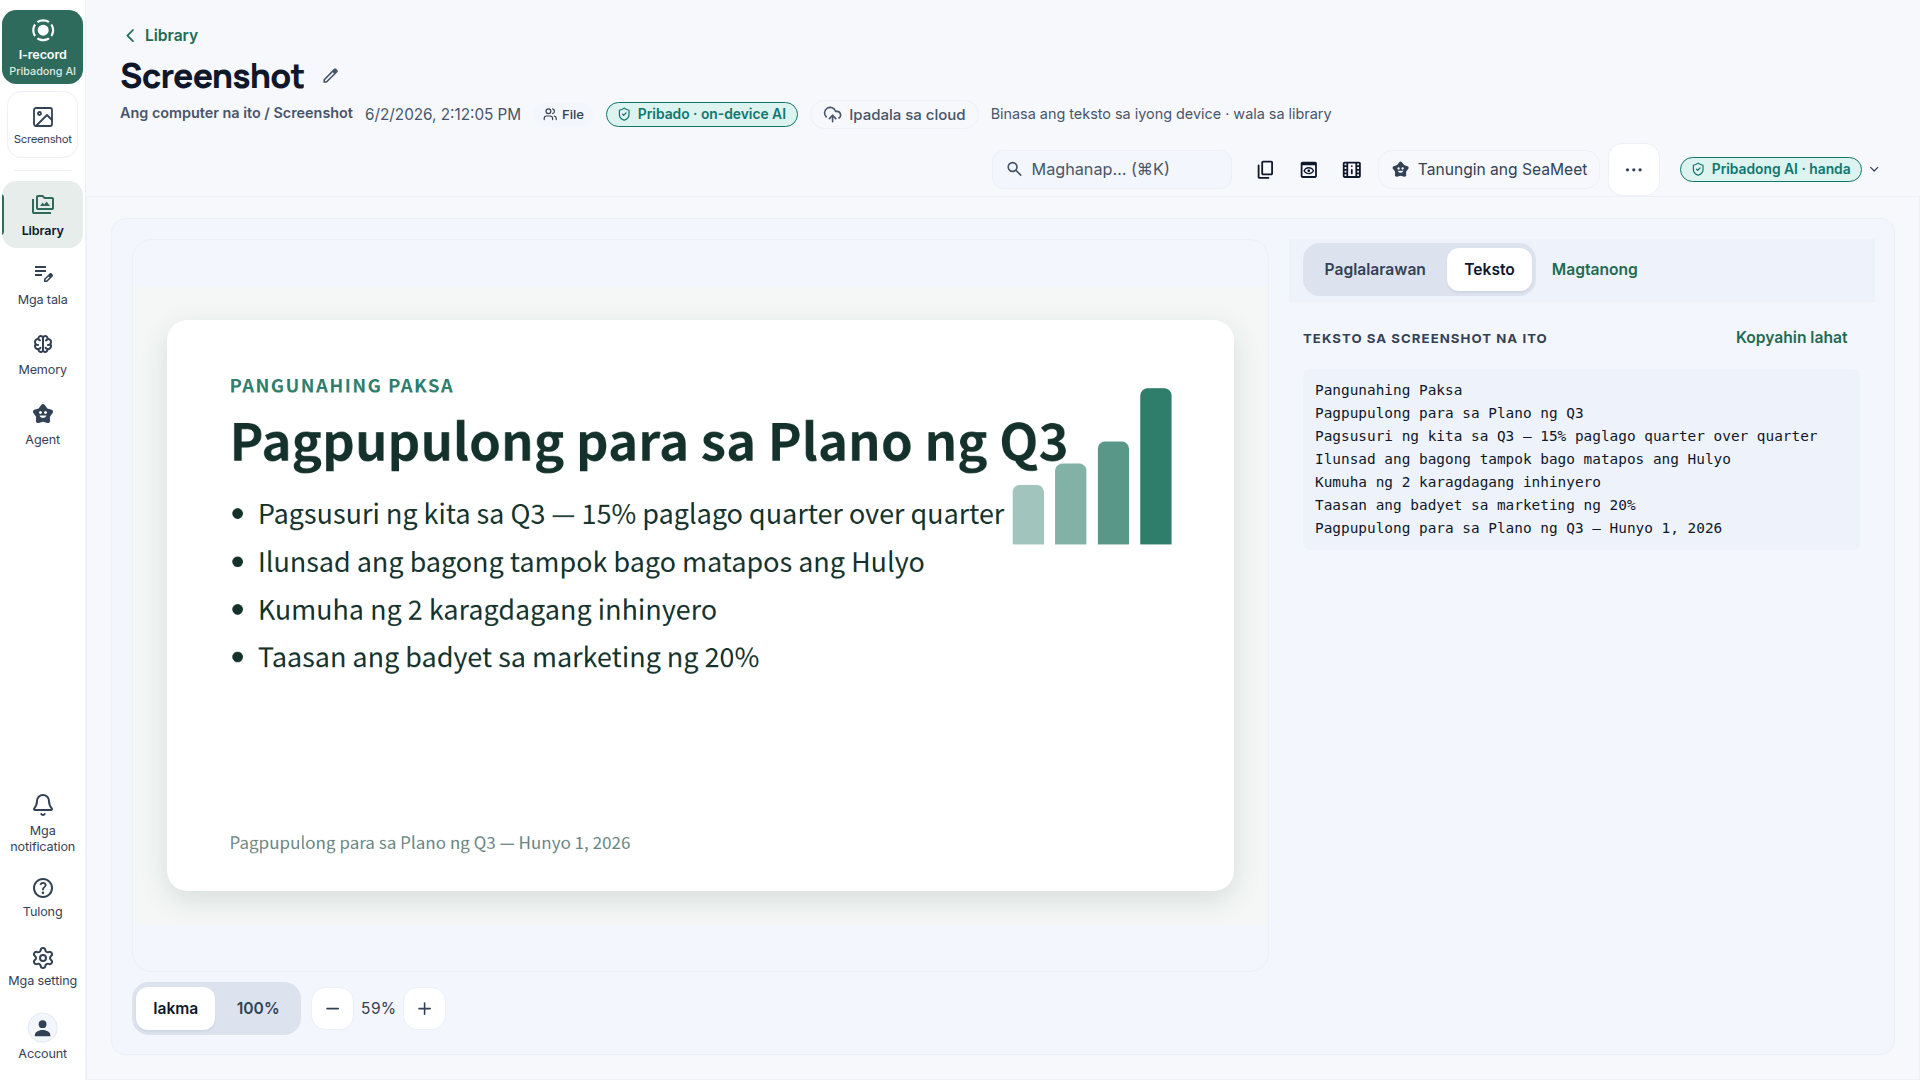 I-record
Pribadong AI
Screenshot
Library
Mga tala
Memory
Agent
Mga notification
Tulong
Mga setting
Account
Library
Screenshot
Ang computer na ito / Screenshot 6/2/2026, 2:12:05 PM File Pribado · on-device AI Ipadala sa cloud Binasa ang teksto sa iyong device · wala sa library
Maghanap... (⌘K) Tanungin ang SeaMeet Pribadong AI · handa
PANGUNAHING PAKSA
Pagpupulong para sa Plano ng Q3
• Pagsusuri ng kita sa Q3 — 15% paglago quarter over quarter
• Ilunsad ang bagong tampok bago matapos ang Hulyo
• Kumuha ng 2 karagdagang inhinyero
• Taasan ang badyet sa marketing ng 20%
Pagpupulong para sa Plano ng Q3 — Hunyo 1, 2026
Iakma 100% 59%
Paglalarawan Teksto Magtanong
TEKSTO SA SCREENSHOT NA ITO Kopyahin lahat
Pangunahing Paksa
Pagpupulong para sa Plano ng Q3
Pagsusuri ng kita sa Q3 — 15% paglago quarter over quarter
Ilunsad ang bagong tampok bago matapos ang Hulyo
Kumuha ng 2 karagdagang inhinyero
Taasan ang badyet sa marketing ng 20%
Pagpupulong para sa Plano ng Q3 — Hunyo 1, 2026